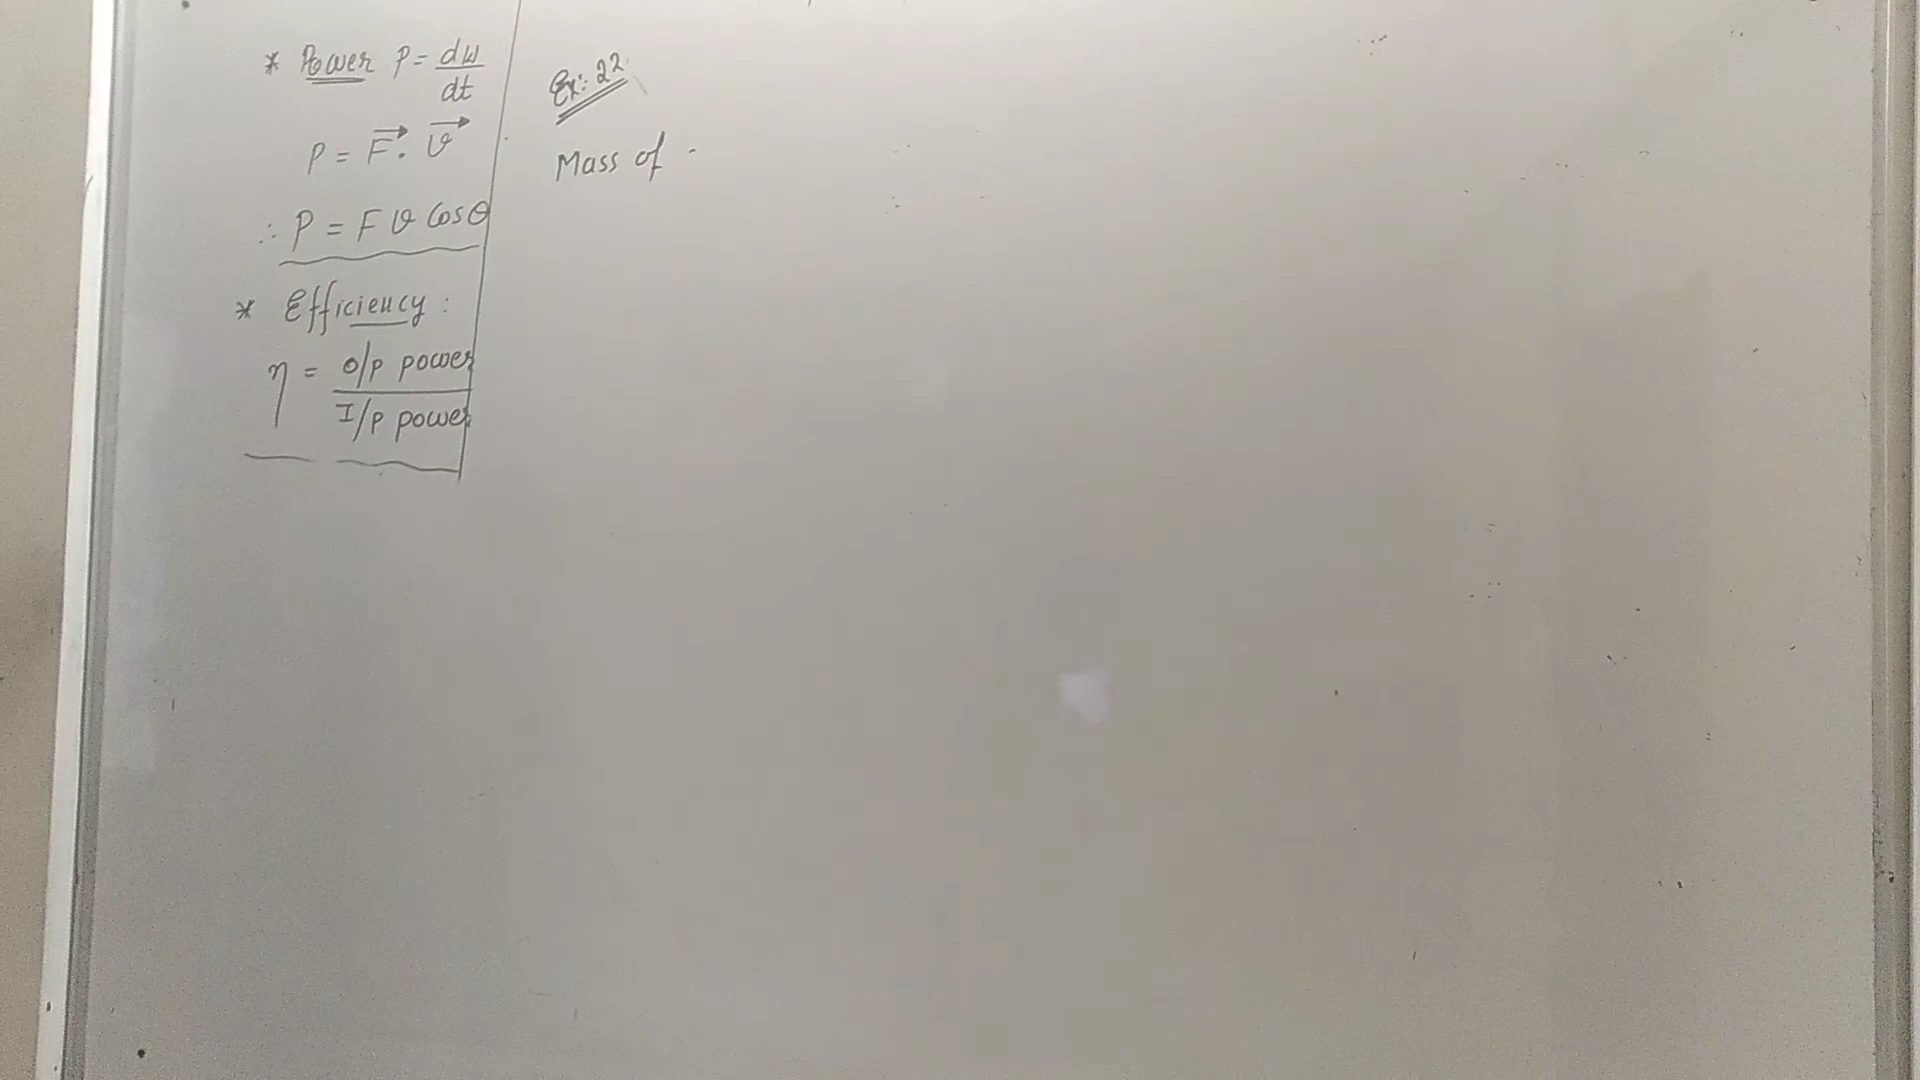 * Power P = dw/dt
P = F⃗ . v⃗
∴ P = F v Cosθ
* Efficiency :
η = o/p power / I/p power
Ex: 22
Mass of